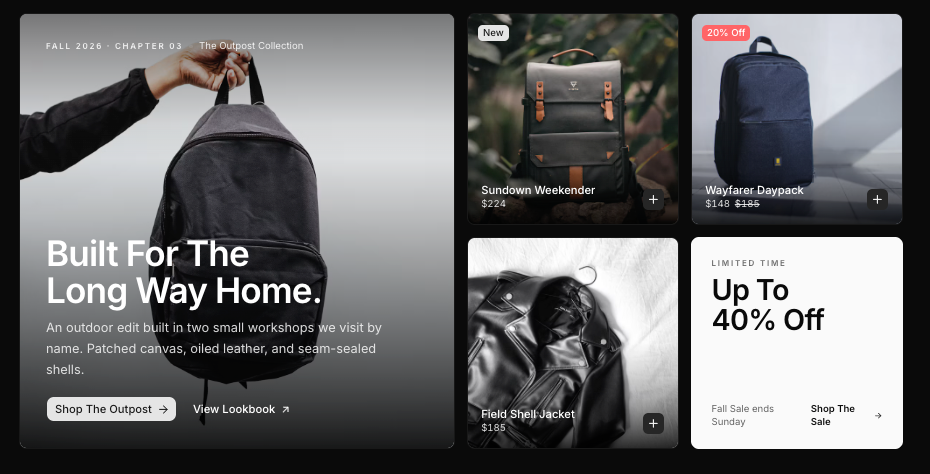 FALL 2026 · CHAPTER 03 The Outpost Collection
Built For The
Long Way Home.
An outdoor edit built in two small workshops we visit by
name. Patched canvas, oiled leather, and seam-sealed
shells.
Shop The Outpost →
View Lookbook ↗
New
Sundown Weekender
$224
+
20% Off
Wayfarer Daypack
$148 $185
+
Field Shell Jacket
$185
+
LIMITED TIME
Up To
40% Off
Fall Sale ends
Sunday
Shop The
Sale →